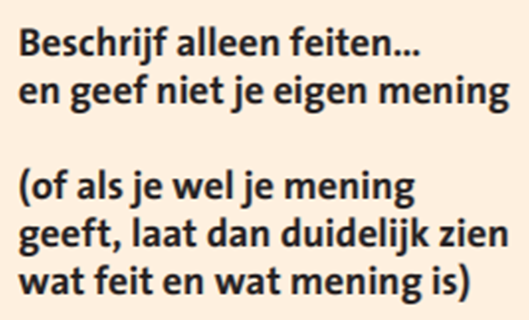 Beschrijf alleen feiten...
en geef niet je eigen mening
(of als je wel je mening
geeft, laat dan duidelijk zien
wat feit en wat mening is)